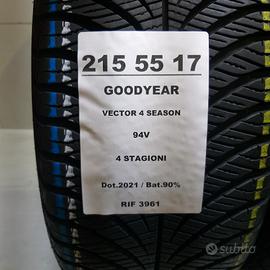 215 55 17
GOODYEAR
VECTOR 4 SEASON
94V
4 STAGIONI
Dot.2021 / Bat.90%
RIF 3961
subito